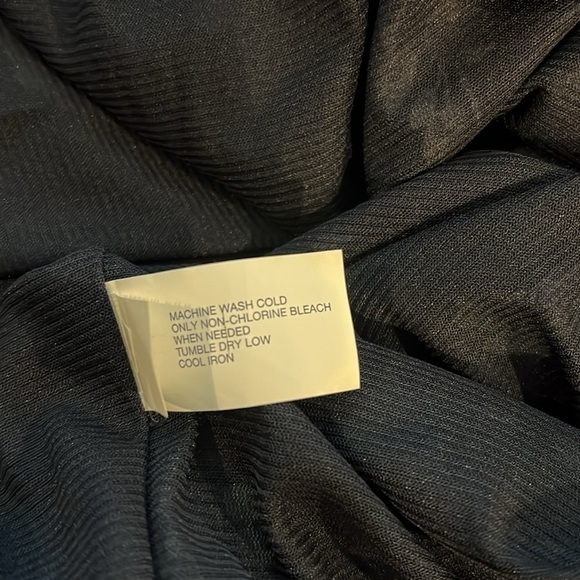 MACHINE WASH COLD
ONLY NON-CHLORINE BLEACH
WHEN NEEDED
TUMBLE DRY LOW
COOL IRON